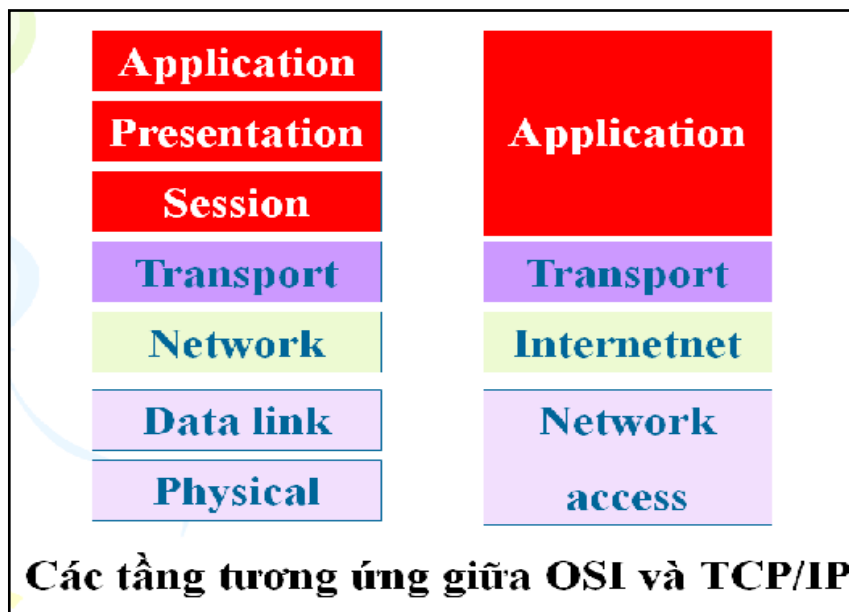 Application
Presentation
Session
Transport
Network
Data link
Physical
Application
Transport
Internetnet
Network
access
Các tầng tương ứng giữa OSI và TCP/IP